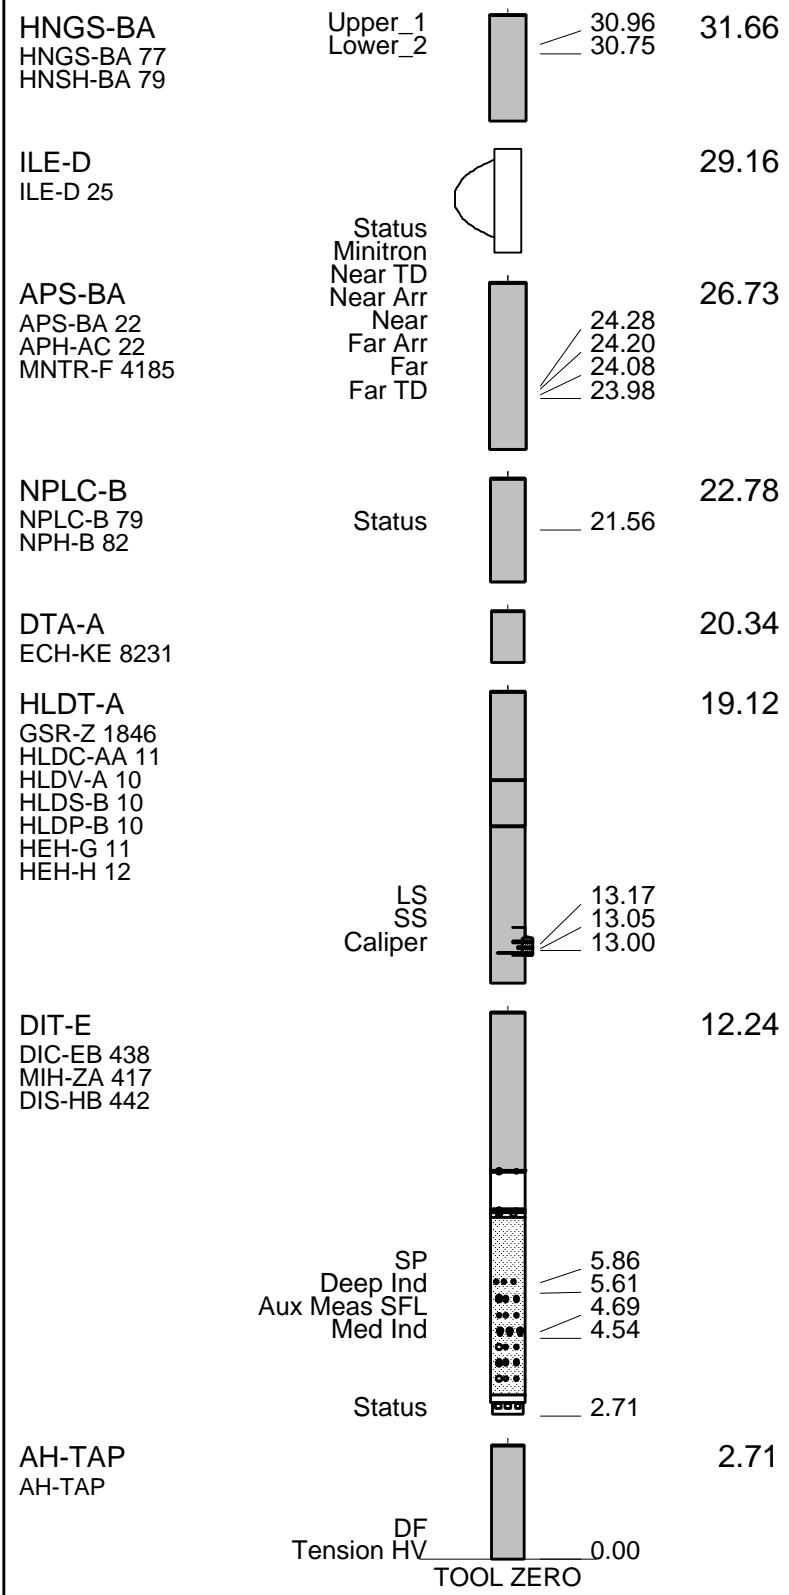 HNGS-BA Upper_1 30.96 31.66
HNGS-BA 77 Lower_2 30.75
HNSH-BA 79
ILE-D 29.16
ILE-D 25
Status
Minitron
Near TD
APS-BA Near Arr 26.73
APS-BA 22 Near 24.28
APH-AC 22 Far Arr 24.20
MNTR-F 4185 Far 24.08
Far TD 23.98
NPLC-B 22.78
NPLC-B 79 Status 21.56
NPH-B 82
DTA-A 20.34
ECH-KE 8231
HLDT-A 19.12
GSR-Z 1846
HLDC-AA 11
HLDV-A 10
HLDS-B 10
HLDP-B 10
HEH-G 11
HEH-H 12
LS 13.17
SS 13.05
Caliper 13.00
DIT-E 12.24
DIC-EB 438
MIH-ZA 417
DIS-HB 442
SP 5.86
Deep Ind 5.61
Aux Meas SFL 4.69
Med Ind 4.54
Status 2.71
AH-TAP 2.71
AH-TAP
DF
Tension HV 0.00
TOOL ZERO